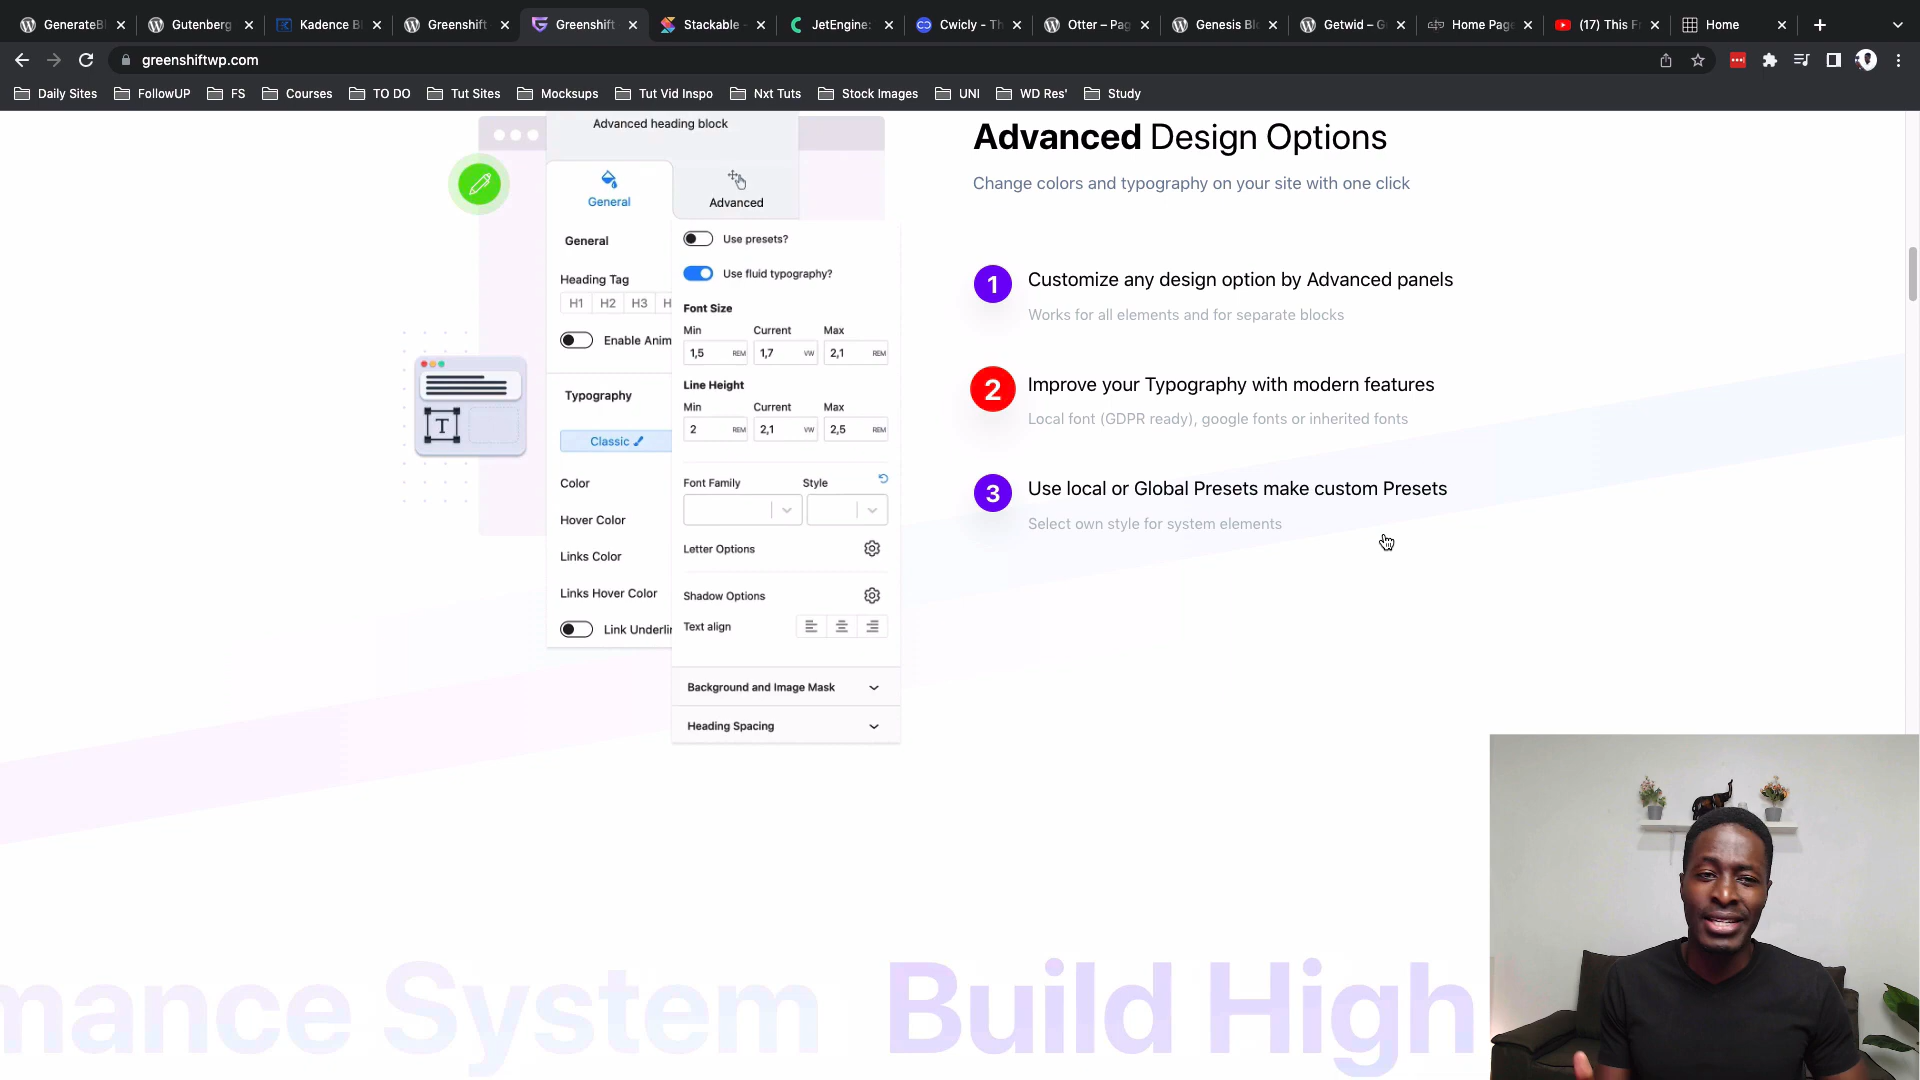 GenerateBl
Gutenberg
Kadence Bl
Greenshift
Greenshift
Stackable -
JetEngine:
Cwicly - Th
Otter – Pag
Genesis Blo
Getwid – G
Home Page
(17) This Fr
Home
greenshiftwp.com
Daily Sites
FollowUP
FS
Courses
TO DO
Tut Sites
Mocksups
Tut Vid Inspo
Nxt Tuts
Stock Images
UNI
WD Res'
Study
Advanced heading block
General
Advanced
General
Heading Tag
H1 H2 H3 H
Enable Anim
Typography
Classic
Color
Hover Color
Links Color
Links Hover Color
Link Underlin
Use presets?
Use fluid typography?
Font Size
Min Current Max
1,5 REM 1,7 VW 2,1 REM
Line Height
Min Current Max
2 REM 2,1 VW 2,5 REM
Font Family Style
Letter Options
Shadow Options
Text align
Background and Image Mask
Heading Spacing
T
Advanced Design Options
Change colors and typography on your site with one click
1 Customize any design option by Advanced panels
Works for all elements and for separate blocks
2 Improve your Typography with modern features
Local font (GDPR ready), google fonts or inherited fonts
3 Use local or Global Presets make custom Presets
Select own style for system elements
mance System Build High